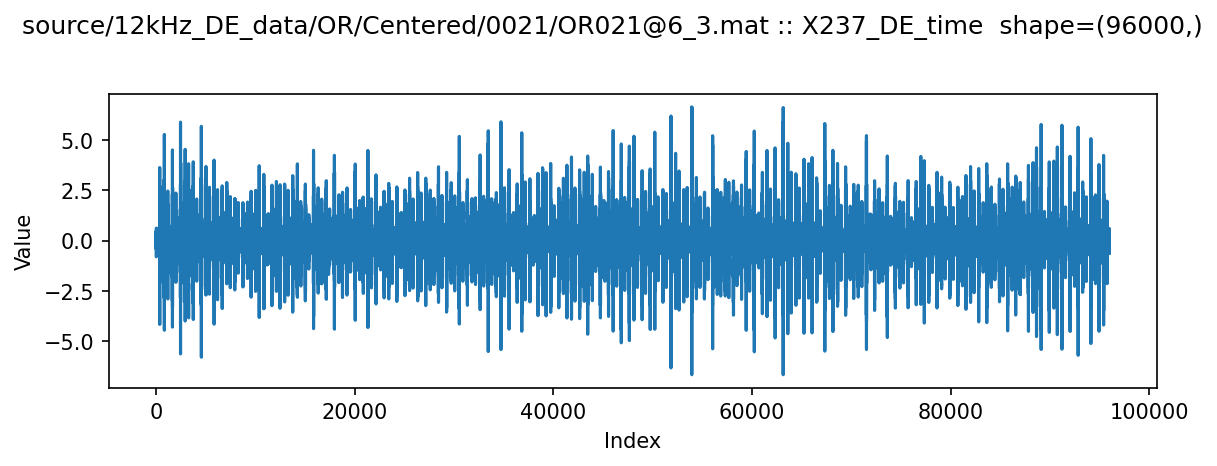 source/12kHz_DE_data/OR/Centered/0021/OR021@6_3.mat :: X237_DE_time  shape=(96000,)
5.0
2.5
0.0
−2.5
−5.0
Value
0 20000 40000 60000 80000 100000
Index